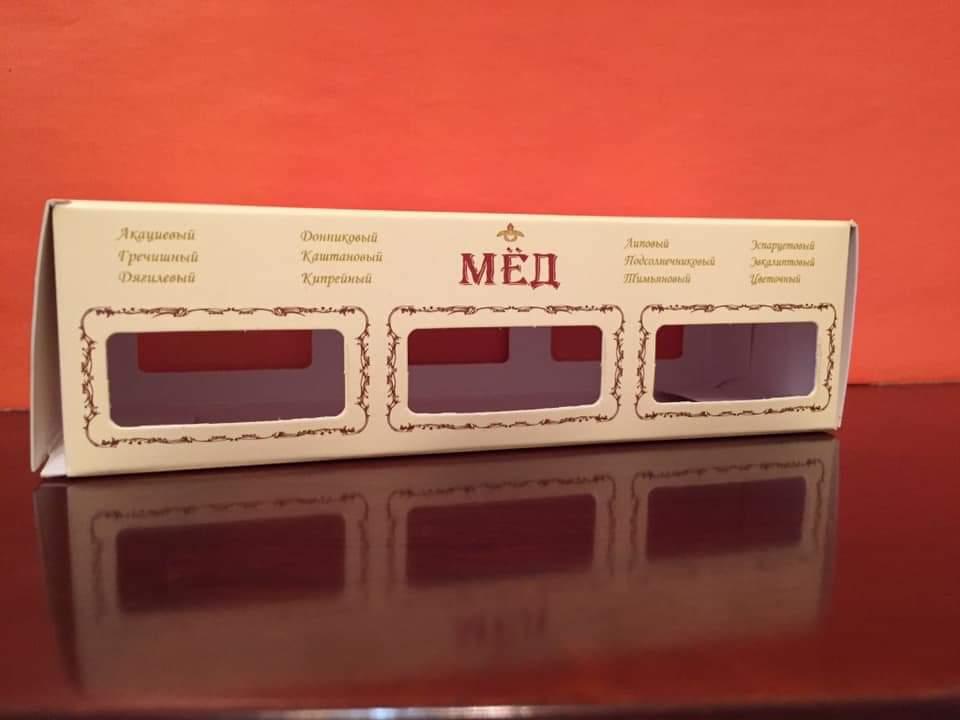 Акациевый
Гречишный
Дягилевый
Донниковый
Каштановый
Кипрейный
МЁД
Липовый
Подсолнечниковый
Тимьяновый
Эспарцетовый
Эвкалиптовый
Цветочный